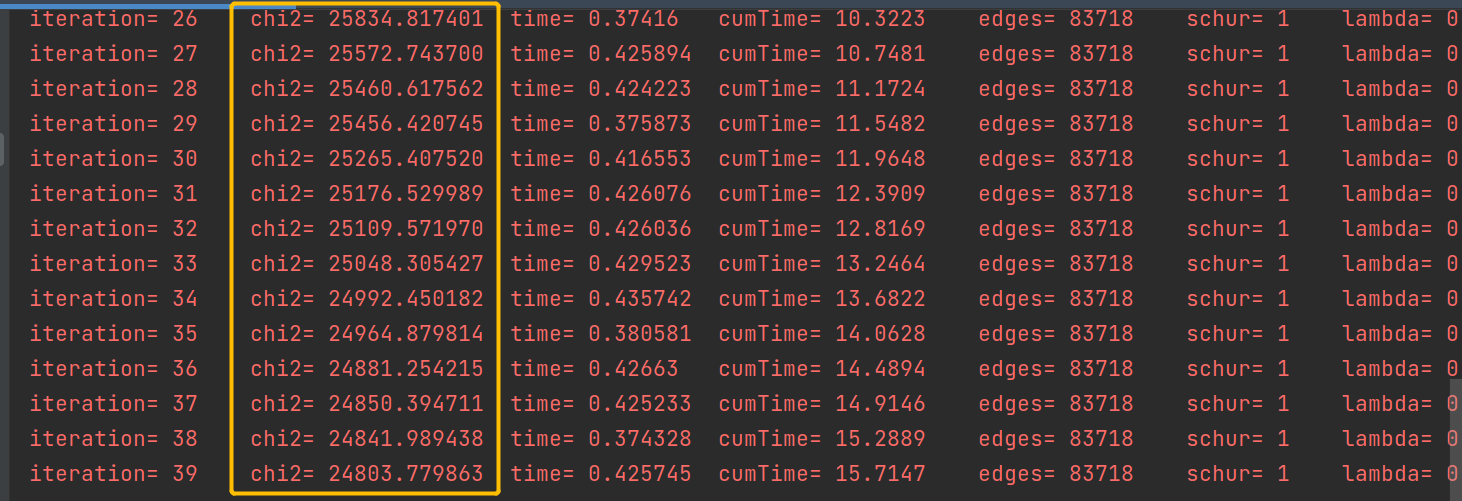 iteration= 26 chi2= 25834.817401 time= 0.37416 cumTime= 10.3223 edges= 83718 schur= 1 lambda= 0
iteration= 27 chi2= 25572.743700 time= 0.425894 cumTime= 10.7481 edges= 83718 schur= 1 lambda= 0
iteration= 28 chi2= 25460.617562 time= 0.424223 cumTime= 11.1724 edges= 83718 schur= 1 lambda= 0
iteration= 29 chi2= 25456.420745 time= 0.375873 cumTime= 11.5482 edges= 83718 schur= 1 lambda= 0
iteration= 30 chi2= 25265.407520 time= 0.416553 cumTime= 11.9648 edges= 83718 schur= 1 lambda= 0
iteration= 31 chi2= 25176.529989 time= 0.426076 cumTime= 12.3909 edges= 83718 schur= 1 lambda= 0
iteration= 32 chi2= 25109.571970 time= 0.426036 cumTime= 12.8169 edges= 83718 schur= 1 lambda= 0
iteration= 33 chi2= 25048.305427 time= 0.429523 cumTime= 13.2464 edges= 83718 schur= 1 lambda= 0
iteration= 34 chi2= 24992.450182 time= 0.435742 cumTime= 13.6822 edges= 83718 schur= 1 lambda= 0
iteration= 35 chi2= 24964.879814 time= 0.380581 cumTime= 14.0628 edges= 83718 schur= 1 lambda= 0
iteration= 36 chi2= 24881.254215 time= 0.42663 cumTime= 14.4894 edges= 83718 schur= 1 lambda= 0
iteration= 37 chi2= 24850.394711 time= 0.425233 cumTime= 14.9146 edges= 83718 schur= 1 lambda= 0
iteration= 38 chi2= 24841.989438 time= 0.374328 cumTime= 15.2889 edges= 83718 schur= 1 lambda= 0
iteration= 39 chi2= 24803.779863 time= 0.425745 cumTime= 15.7147 edges= 83718 schur= 1 lambda= 0